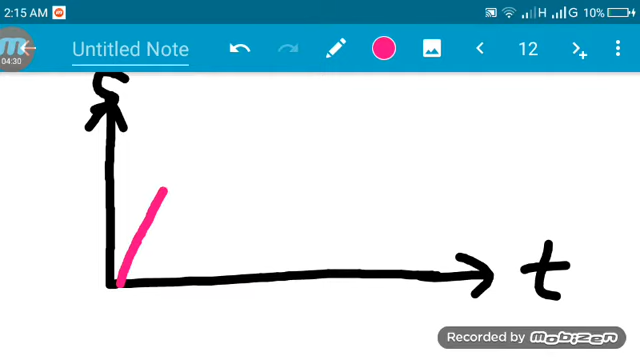 2:15 AM H G 10%
04:30 Untitled Note 12
t
Recorded by mobizen